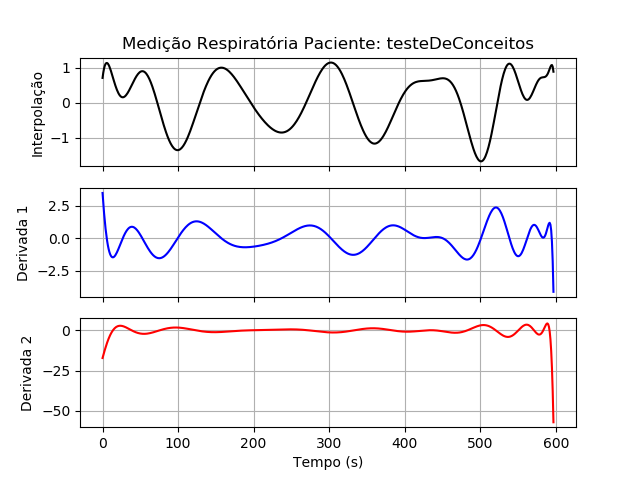 Medição Respiratória Paciente: testeDeConceitos
Interpolação
1
0
−1
Derivada 1
2.5
0.0
−2.5
Derivada 2
0
−25
−50
0 100 200 300 400 500 600
Tempo (s)